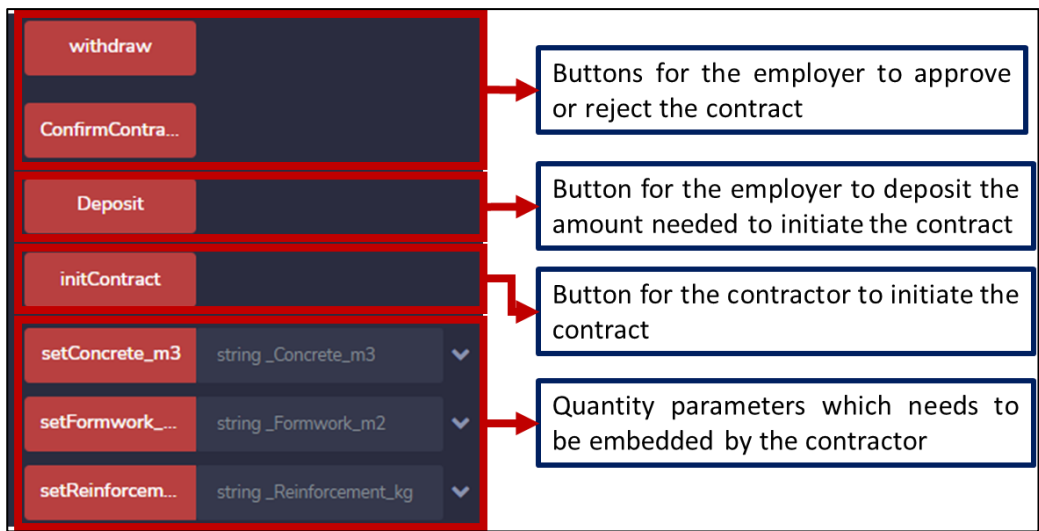 withdraw
Buttons for the employer to approve
or reject the contract
ConfirmContra...
Deposit
Button for the employer to deposit the
amount needed to initiate the contract
initContract
Button for the contractor to initiate the
contract
setConcrete_m3 string _Concrete_m3
setFormwork_... string _Formwork_m2
Quantity parameters which needs to
be embedded by the contractor
setReinforcem... string _Reinforcement_kg